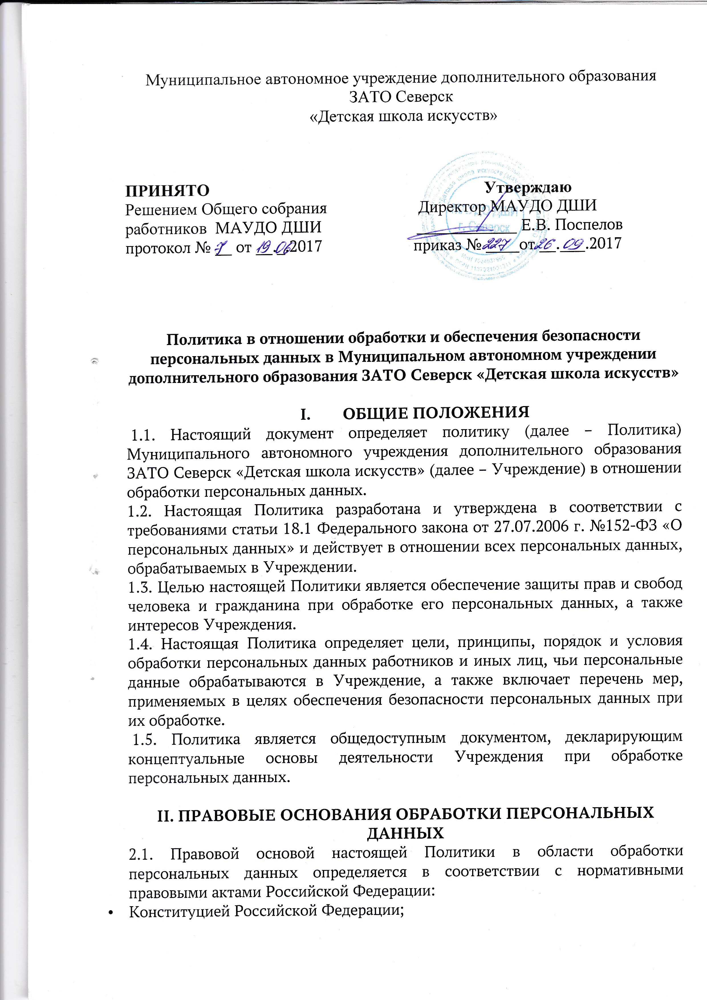 Муниципальное автономное учреждение дополнительного образования
ЗАТО Северск
«Детская школа искусств»
ПРИНЯТО
Решением Общего собрания
работников МАУДО ДШИ
протокол № 7 от 19.06.2017
Утверждаю
Директор МАУДО ДШИ
Е.В. Поспелов
приказ № 227 от 26.09.2017
МАУДО ДШИ
г. Северск
Политика в отношении обработки и обеспечения безопасности
персональных данных в Муниципальном автономном учреждении
дополнительного образования ЗАТО Северск «Детская школа искусств»
I. ОБЩИЕ ПОЛОЖЕНИЯ
1.1. Настоящий документ определяет политику (далее – Политика)
Муниципального автономного учреждения дополнительного образования
ЗАТО Северск «Детская школа искусств» (далее – Учреждение) в отношении
обработки персональных данных.
1.2. Настоящая Политика разработана и утверждена в соответствии с
требованиями статьи 18.1 Федерального закона от 27.07.2006 г. №152-ФЗ «О
персональных данных» и действует в отношении всех персональных данных,
обрабатываемых в Учреждении.
1.3. Целью настоящей Политики является обеспечение защиты прав и свобод
человека и гражданина при обработке его персональных данных, а также
интересов Учреждения.
1.4. Настоящая Политика определяет цели, принципы, порядок и условия
обработки персональных данных работников и иных лиц, чьи персональные
данные обрабатываются в Учреждение, а также включает перечень мер,
применяемых в целях обеспечения безопасности персональных данных при
их обработке.
1.5. Политика является общедоступным документом, декларирующим
концептуальные основы деятельности Учреждения при обработке
персональных данных.
II. ПРАВОВЫЕ ОСНОВАНИЯ ОБРАБОТКИ ПЕРСОНАЛЬНЫХ
ДАННЫХ
2.1. Правовой основой настоящей Политики в области обработки
персональных данных определяется в соответствии с нормативными
правовыми актами Российской Федерации:
• Конституцией Российской Федерации;